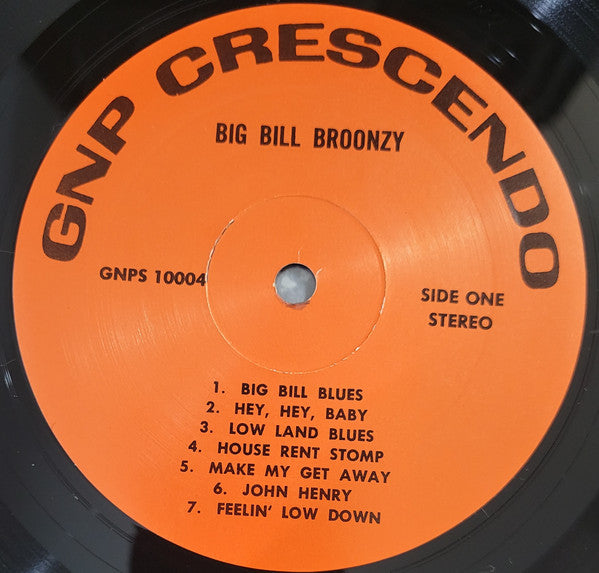 GNP CRESCENDO
BIG BILL BROONZY
GNPS 10004
SIDE ONE
STEREO
1. BIG BILL BLUES
2. HEY, HEY, BABY
3. LOW LAND BLUES
4. HOUSE RENT STOMP
5. MAKE MY GET AWAY
6. JOHN HENRY
7. FEELIN' LOW DOWN